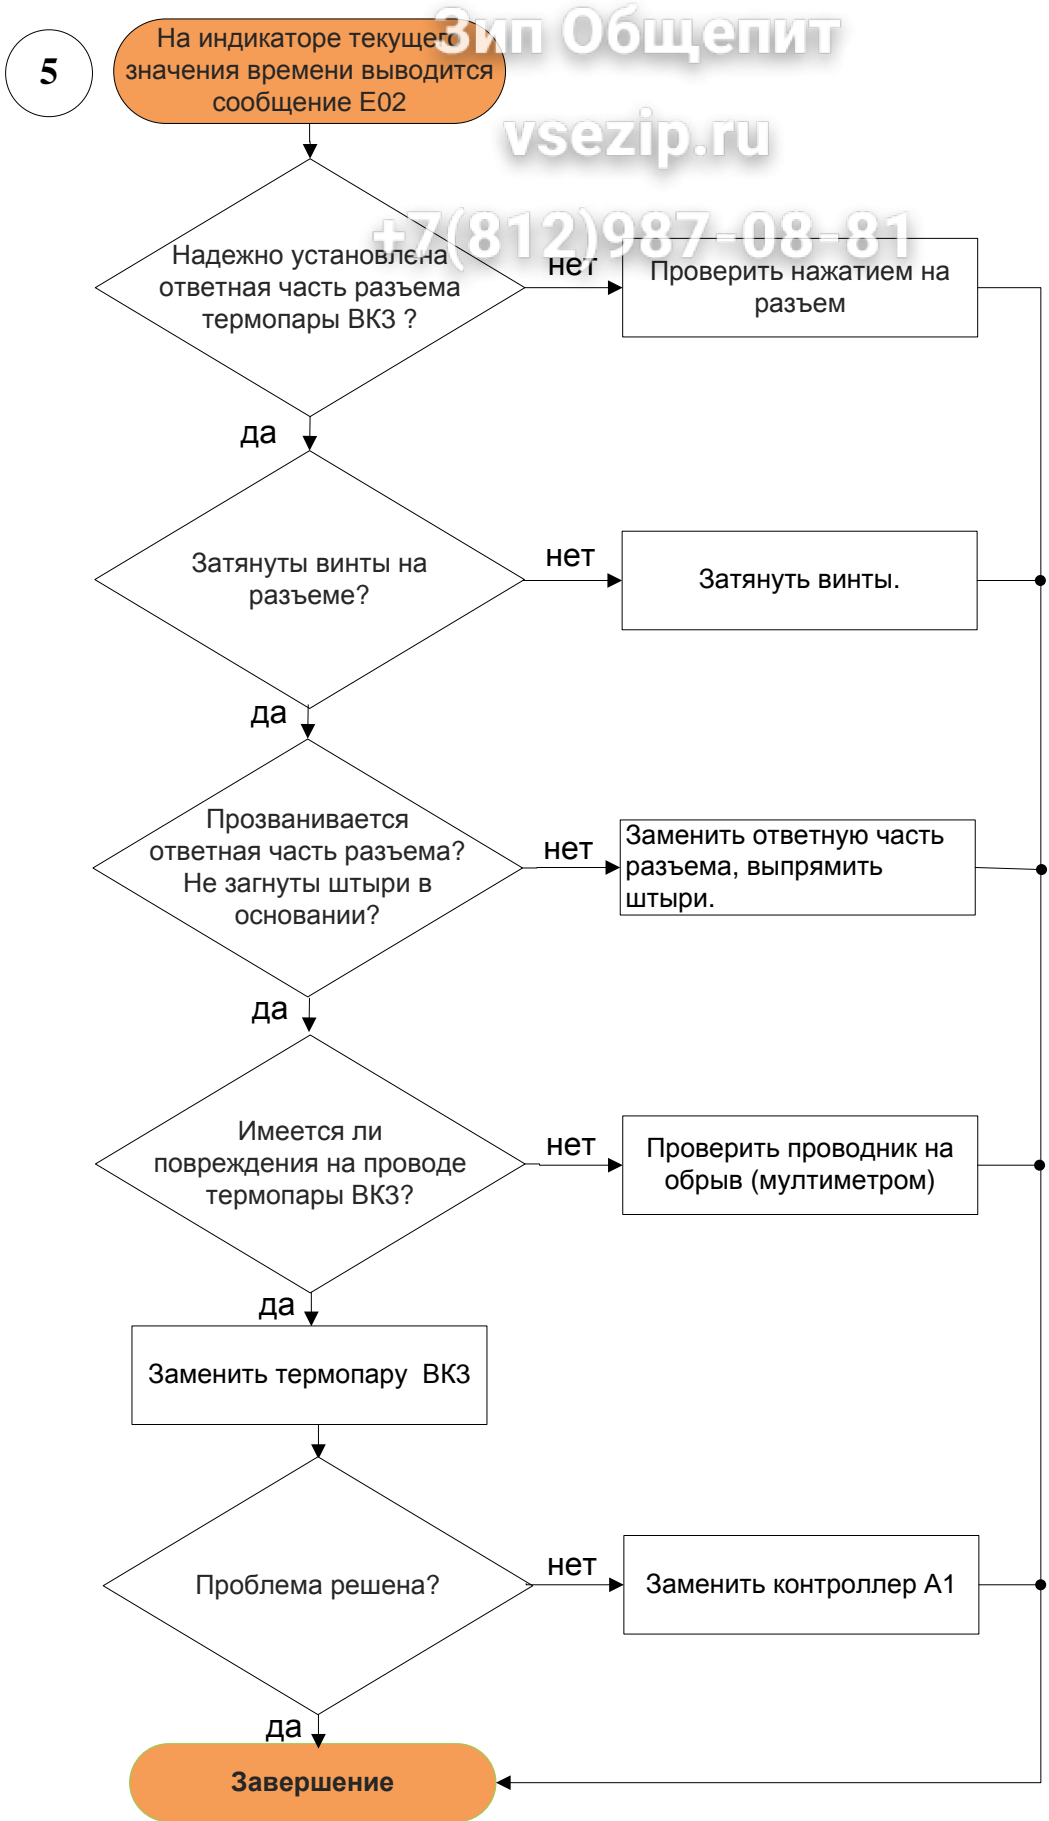 Зип Общепит
vsezip.ru
+7(812)987-08-81
5
На индикаторе текущего
значения времени выводится
сообщение E02
Надежно установлена
ответная часть разъема
термопары ВК3 ?
нет
Проверить нажатием на
разъем
да
Затянуты винты на
разъеме?
нет
Затянуть винты.
да
Прозванивается
ответная часть разъема?
Не загнуты штыри в
основании?
нет
Заменить ответную часть
разъема, выпрямить
штыри.
да
Имеется ли
повреждения на проводе
термопары ВК3?
нет
Проверить проводник на
обрыв (мултиметром)
да
Заменить термопару ВК3
Проблема решена?
нет
Заменить контроллер А1
да
Завершение